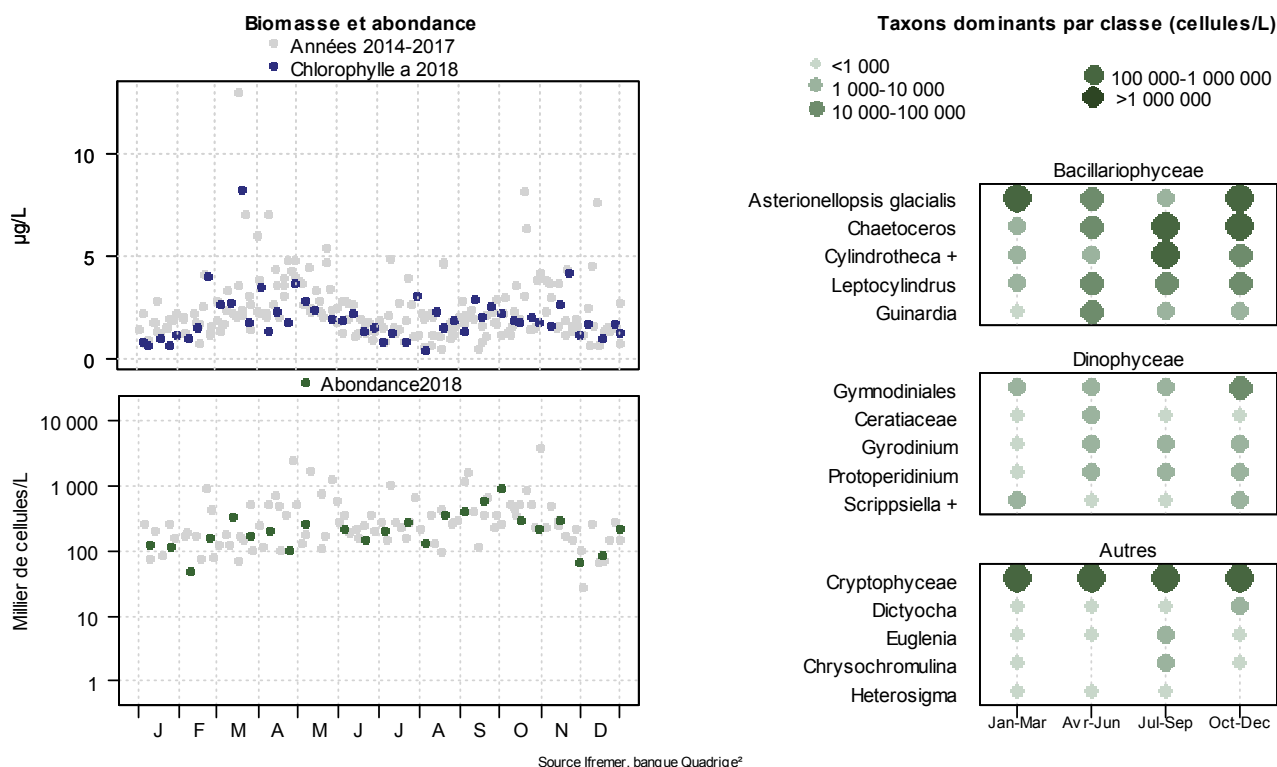 Biomasse et abondance
Années 2014-2017
Chlorophylle a 2018
µg/L
10
5
0
Abondance2018
Millier de cellules/L
10 000
1 000
100
10
1
J F M A M J J A S O N D
Taxons dominants par classe (cellules/L)
<1 000
1 000-10 000
10 000-100 000
100 000-1 000 000
>1 000 000
Bacillariophyceae
Asterionellopsis glacialis
Chaetoceros
Cylindrotheca +
Leptocylindrus
Guinardia
Dinophyceae
Gymnodiniales
Ceratiaceae
Gyrodinium
Protoperidinium
Scrippsiella +
Autres
Cryptophyceae
Dictyocha
Euglenia
Chrysochromulina
Heterosigma
Jan-Mar Avr-Jun Jul-Sep Oct-Dec
Source Ifremer, banque Quadrige²